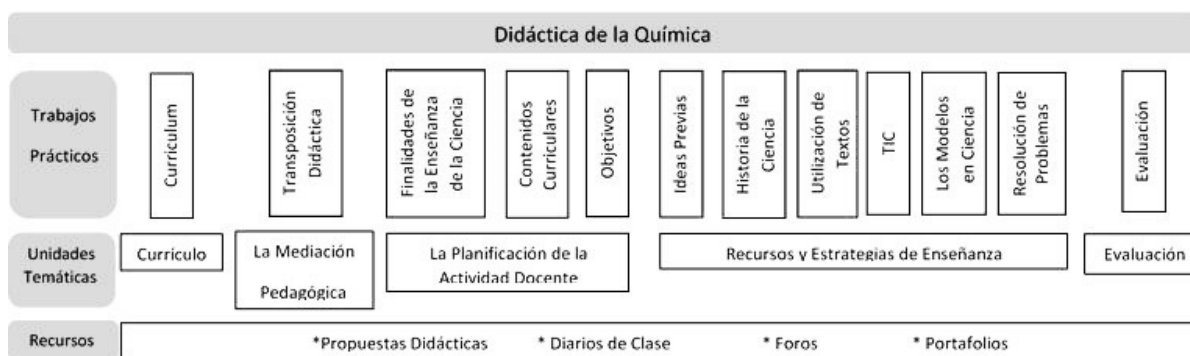 Didáctica de la Química
Trabajos
Prácticos
Curriculum
Transposición
Didáctica
Finalidades de
la Enseñanza
de la Ciencia
Contenidos
Curriculares
Objetivos
Ideas Previas
Historia de la
Ciencia
Utilización de
Textos
TIC
Los Modelos
en Ciencia
Resolución de
Problemas
Evaluación
Unidades
Temáticas
Currículo
La Mediación
Pedagógica
La Planificación de la
Actividad Docente
Recursos y Estrategias de Enseñanza
Evaluación
Recursos
*Propuestas Didácticas * Diarios de Clase * Foros * Portafolios